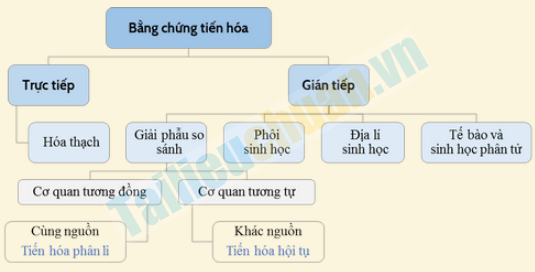 Bằng chứng tiến hóa
Trực tiếp
Gián tiếp
Hóa thạch
Giải phẫu so
sánh
Phôi
sinh học
Địa lí
sinh học
Tế bào và
sinh học phân tử
Cơ quan tương đồng
Cơ quan tương tự
Cùng nguồn
Tiến hóa phân li
Khác nguồn
Tiến hóa hội tụ
Tailieuchuan.vn